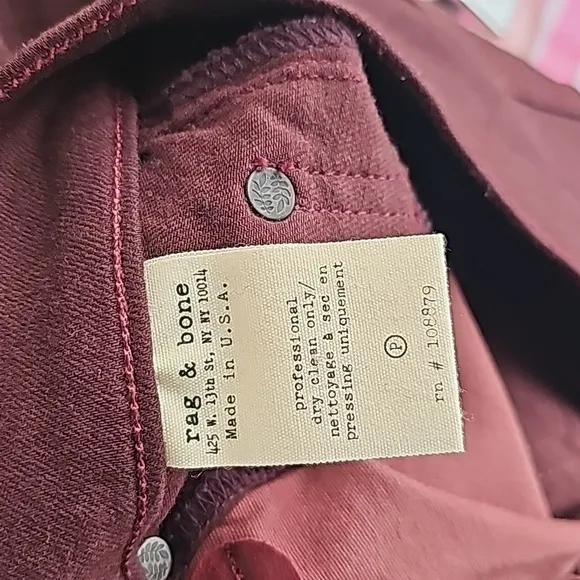 rag & bone
425 W. 13th St, NY NY 10014
Made in U.S.A.
professional
dry clean only/
nettoyage à sec en
pressing uniquement
P
rn # 108879